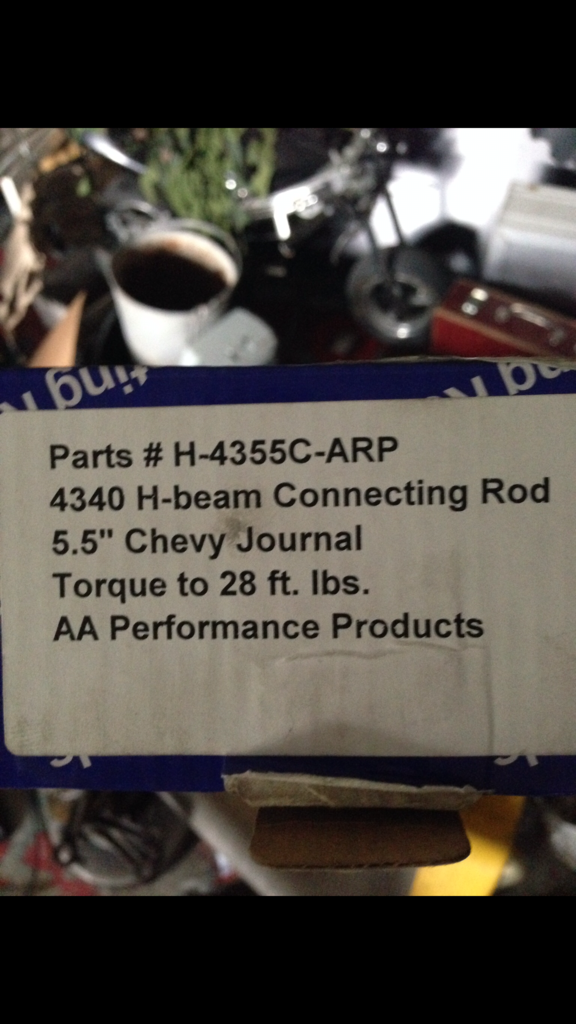 Parts # H-4355C-ARP
4340 H-beam Connecting Rod
5.5" Chevy Journal
Torque to 28 ft. lbs.
AA Performance Products